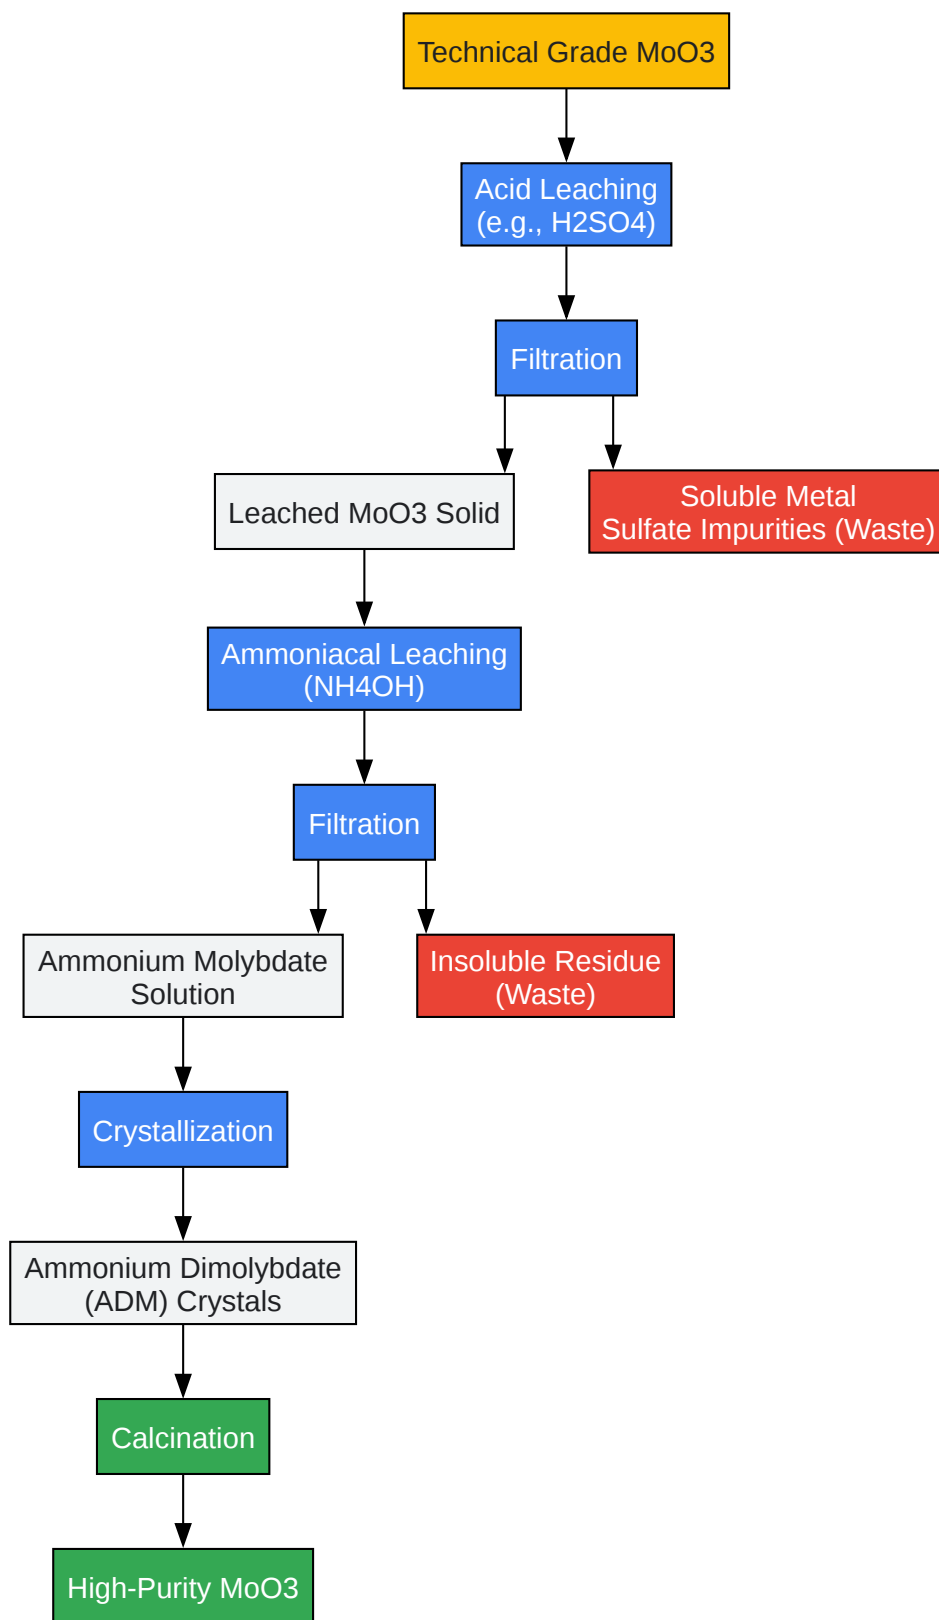 Technical Grade MoO3
Acid Leaching
(e.g., H2SO4)
Filtration
Leached MoO3 Solid
Soluble Metal
Sulfate Impurities (Waste)
Ammoniacal Leaching
(NH4OH)
Filtration
Ammonium Molybdate
Solution
Insoluble Residue
(Waste)
Crystallization
Ammonium Dimolybdate
(ADM) Crystals
Calcination
High-Purity MoO3